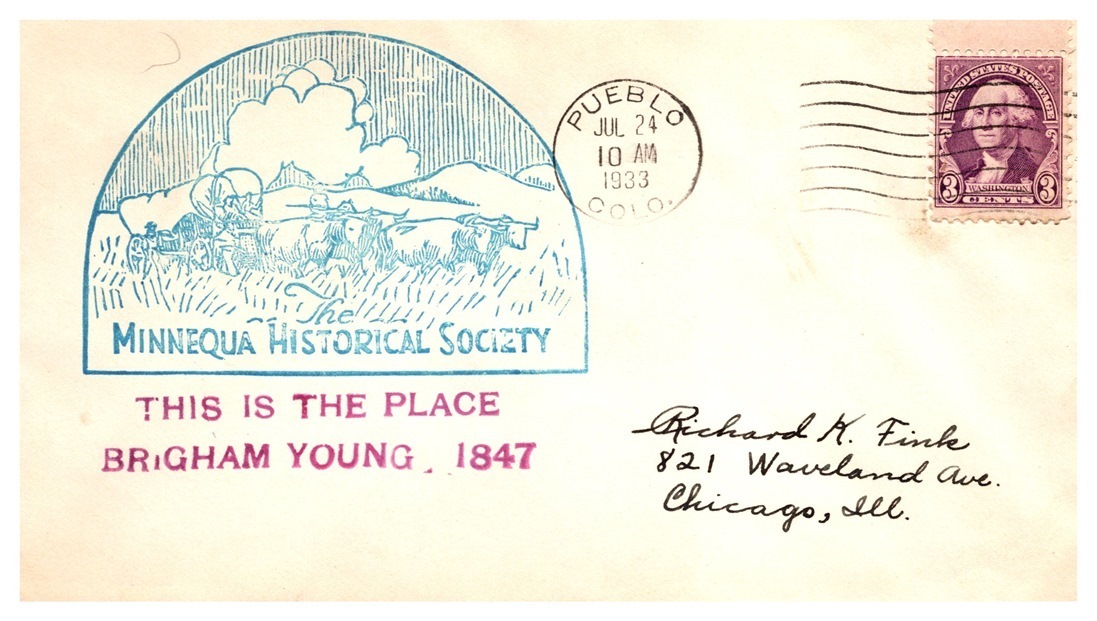 The
MINNEQUA HISTORICAL SOCIETY
THIS IS THE PLACE
BRIGHAM YOUNG, 1847
PUEBLO
JUL 24
10 AM
1933
COLO.
UNITED STATES POSTAGE
WASHINGTON
3 CENTS 3
Richard K. Fink
821 Waveland Ave.
Chicago, Ill.